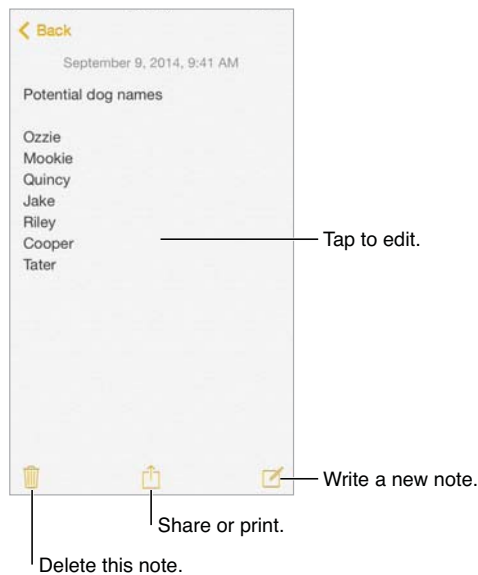 Back
September 9, 2014, 9:41 AM
Potential dog names
Ozzie
Mookie
Quincy
Jake
Riley
Cooper
Tater
Tap to edit.
Write a new note.
Share or print.
Delete this note.